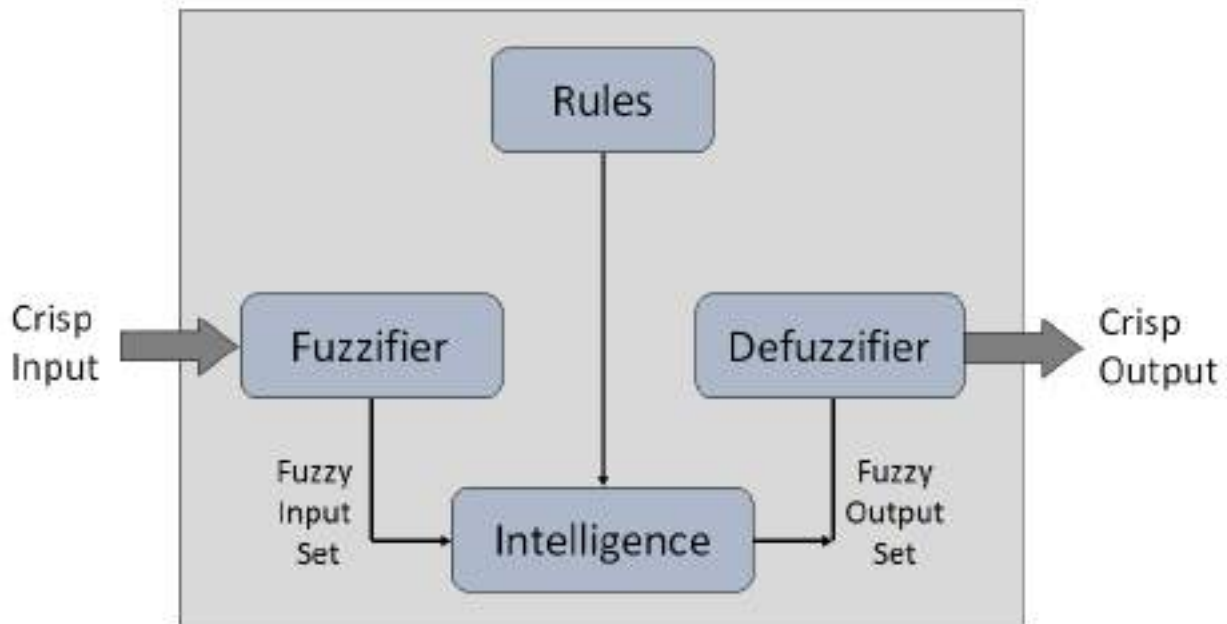 Rules
Crisp
Input
Fuzzifier
Defuzzifier
Crisp
Output
Fuzzy
Input
Set
Intelligence
Fuzzy
Output
Set